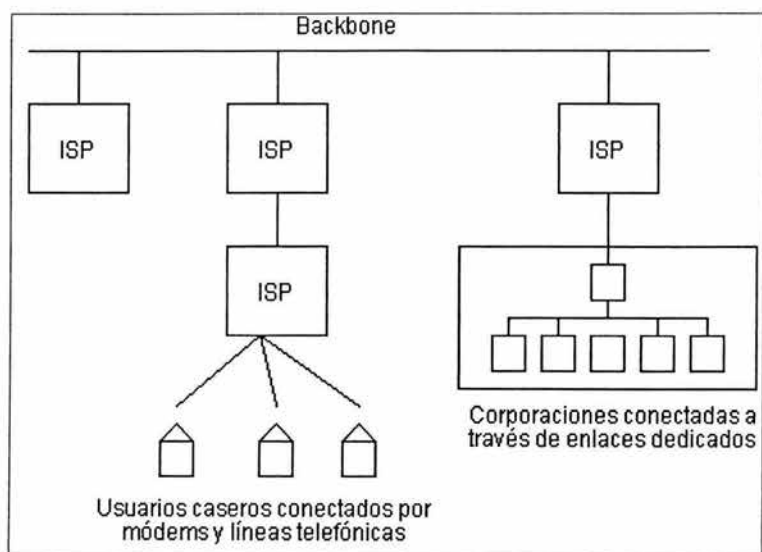 Backbone
ISP
ISP
ISP
ISP
Corporaciones conectadas a
través de enlaces dedicados
Usuarios caseros conectados por
módems y líneas telefónicas